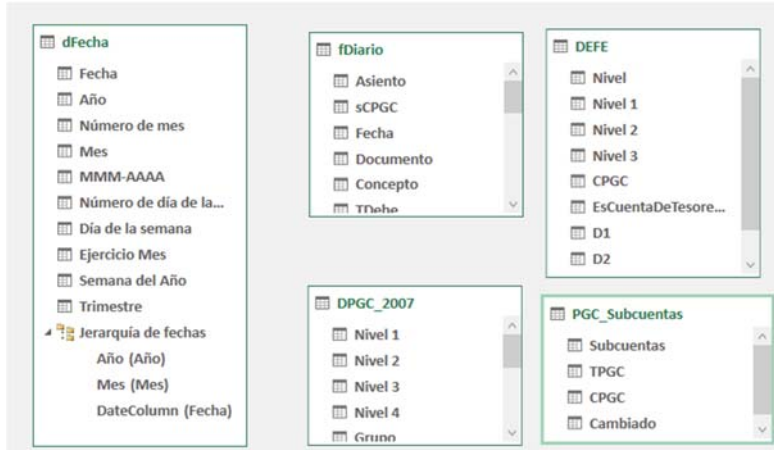 dFecha
Fecha
Año
Número de mes
Mes
MMM-AAAA
Número de día de la...
Día de la semana
Ejercicio Mes
Semana del Año
Trimestre
Jerarquía de fechas
Año (Año)
Mes (Mes)
DateColumn (Fecha)
fDiario
Asiento
sCPGC
Fecha
Documento
Concepto
TDebe
DEFE
Nivel
Nivel 1
Nivel 2
Nivel 3
CPGC
EsCuentaDeTesore...
D1
D2
DPGC_2007
Nivel 1
Nivel 2
Nivel 3
Nivel 4
Grupo
PGC_Subcuentas
Subcuentas
TPGC
CPGC
Cambiado